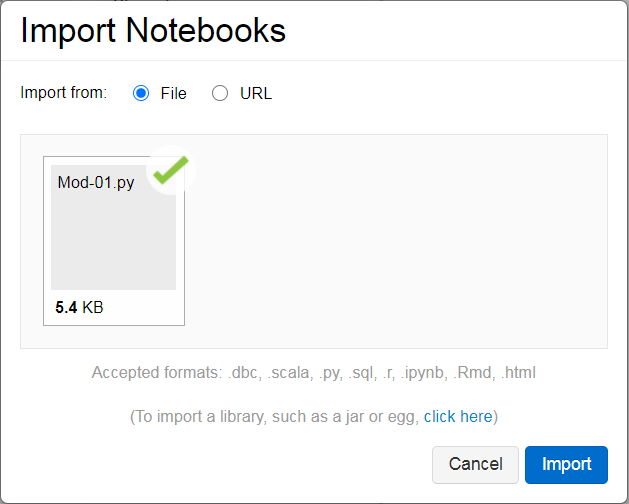 Import Notebooks
Import from: File URL
Mod-01.py
5.4 KB
Accepted formats: .dbc, .scala, .py, .sql, .r, .ipynb, .Rmd, .html
(To import a library, such as a jar or egg, click here)
Cancel Import